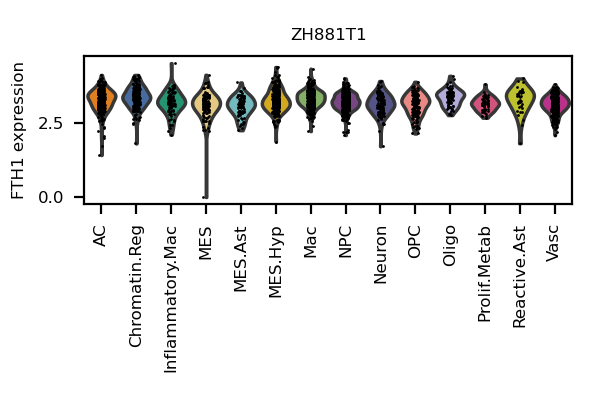 ZH881T1
FTH1 expression
2.5
0.0
AC
Chromatin.Reg
Inflammatory.Mac
MES
MES.Ast
MES.Hyp
Mac
NPC
Neuron
OPC
Oligo
Prolif.Metab
Reactive.Ast
Vasc